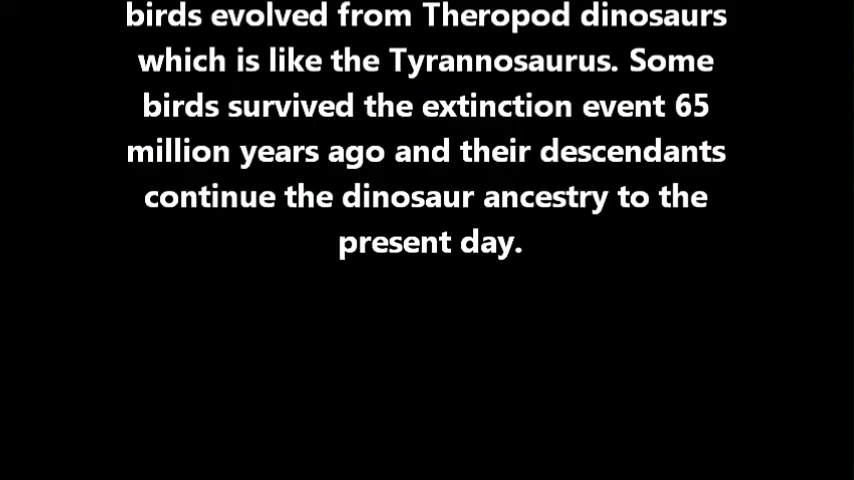 birds evolved from Theropod dinosaurs
which is like the Tyrannosaurus. Some
birds survived the extinction event 65
million years ago and their descendants
continue the dinosaur ancestry to the
present day.